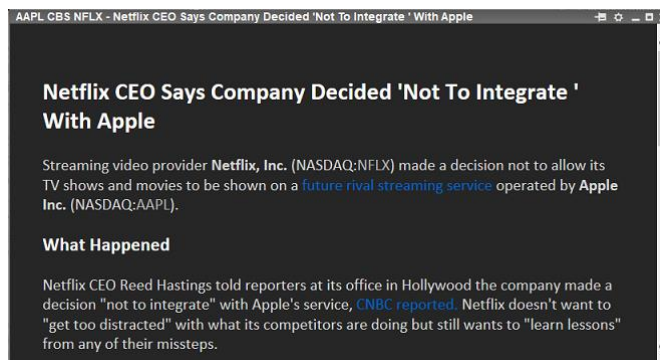 AAPL CBS NFLX - Netflix CEO Says Company Decided 'Not To Integrate ' With Apple
Netflix CEO Says Company Decided 'Not To Integrate '
With Apple
Streaming video provider Netflix, Inc. (NASDAQ:NFLX) made a decision not to allow its
TV shows and movies to be shown on a future rival streaming service operated by Apple
Inc. (NASDAQ:AAPL).
What Happened
Netflix CEO Reed Hastings told reporters at its office in Hollywood the company made a
decision "not to integrate" with Apple's service, CNBC reported. Netflix doesn't want to
"get too distracted" with what its competitors are doing but still wants to "learn lessons"
from any of their missteps.